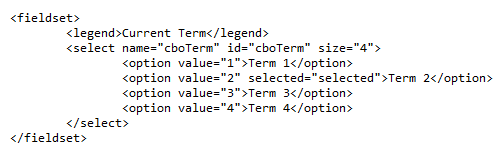 <fieldset>
        <legend>Current Term</legend>
        <select name="cboTerm" id="cboTerm" size="4">
                <option value="1">Term 1</option>
                <option value="2" selected="selected">Term 2</option>
                <option value="3">Term 3</option>
                <option value="4">Term 4</option>
        </select>
</fieldset>